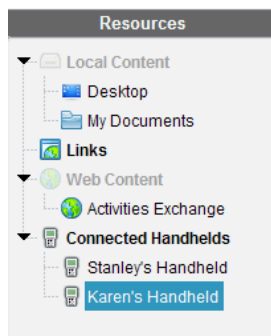 Resources
Local Content
Desktop
My Documents
Links
Web Content
Activities Exchange
Connected Handhelds
Stanley's Handheld
Karen's Handheld